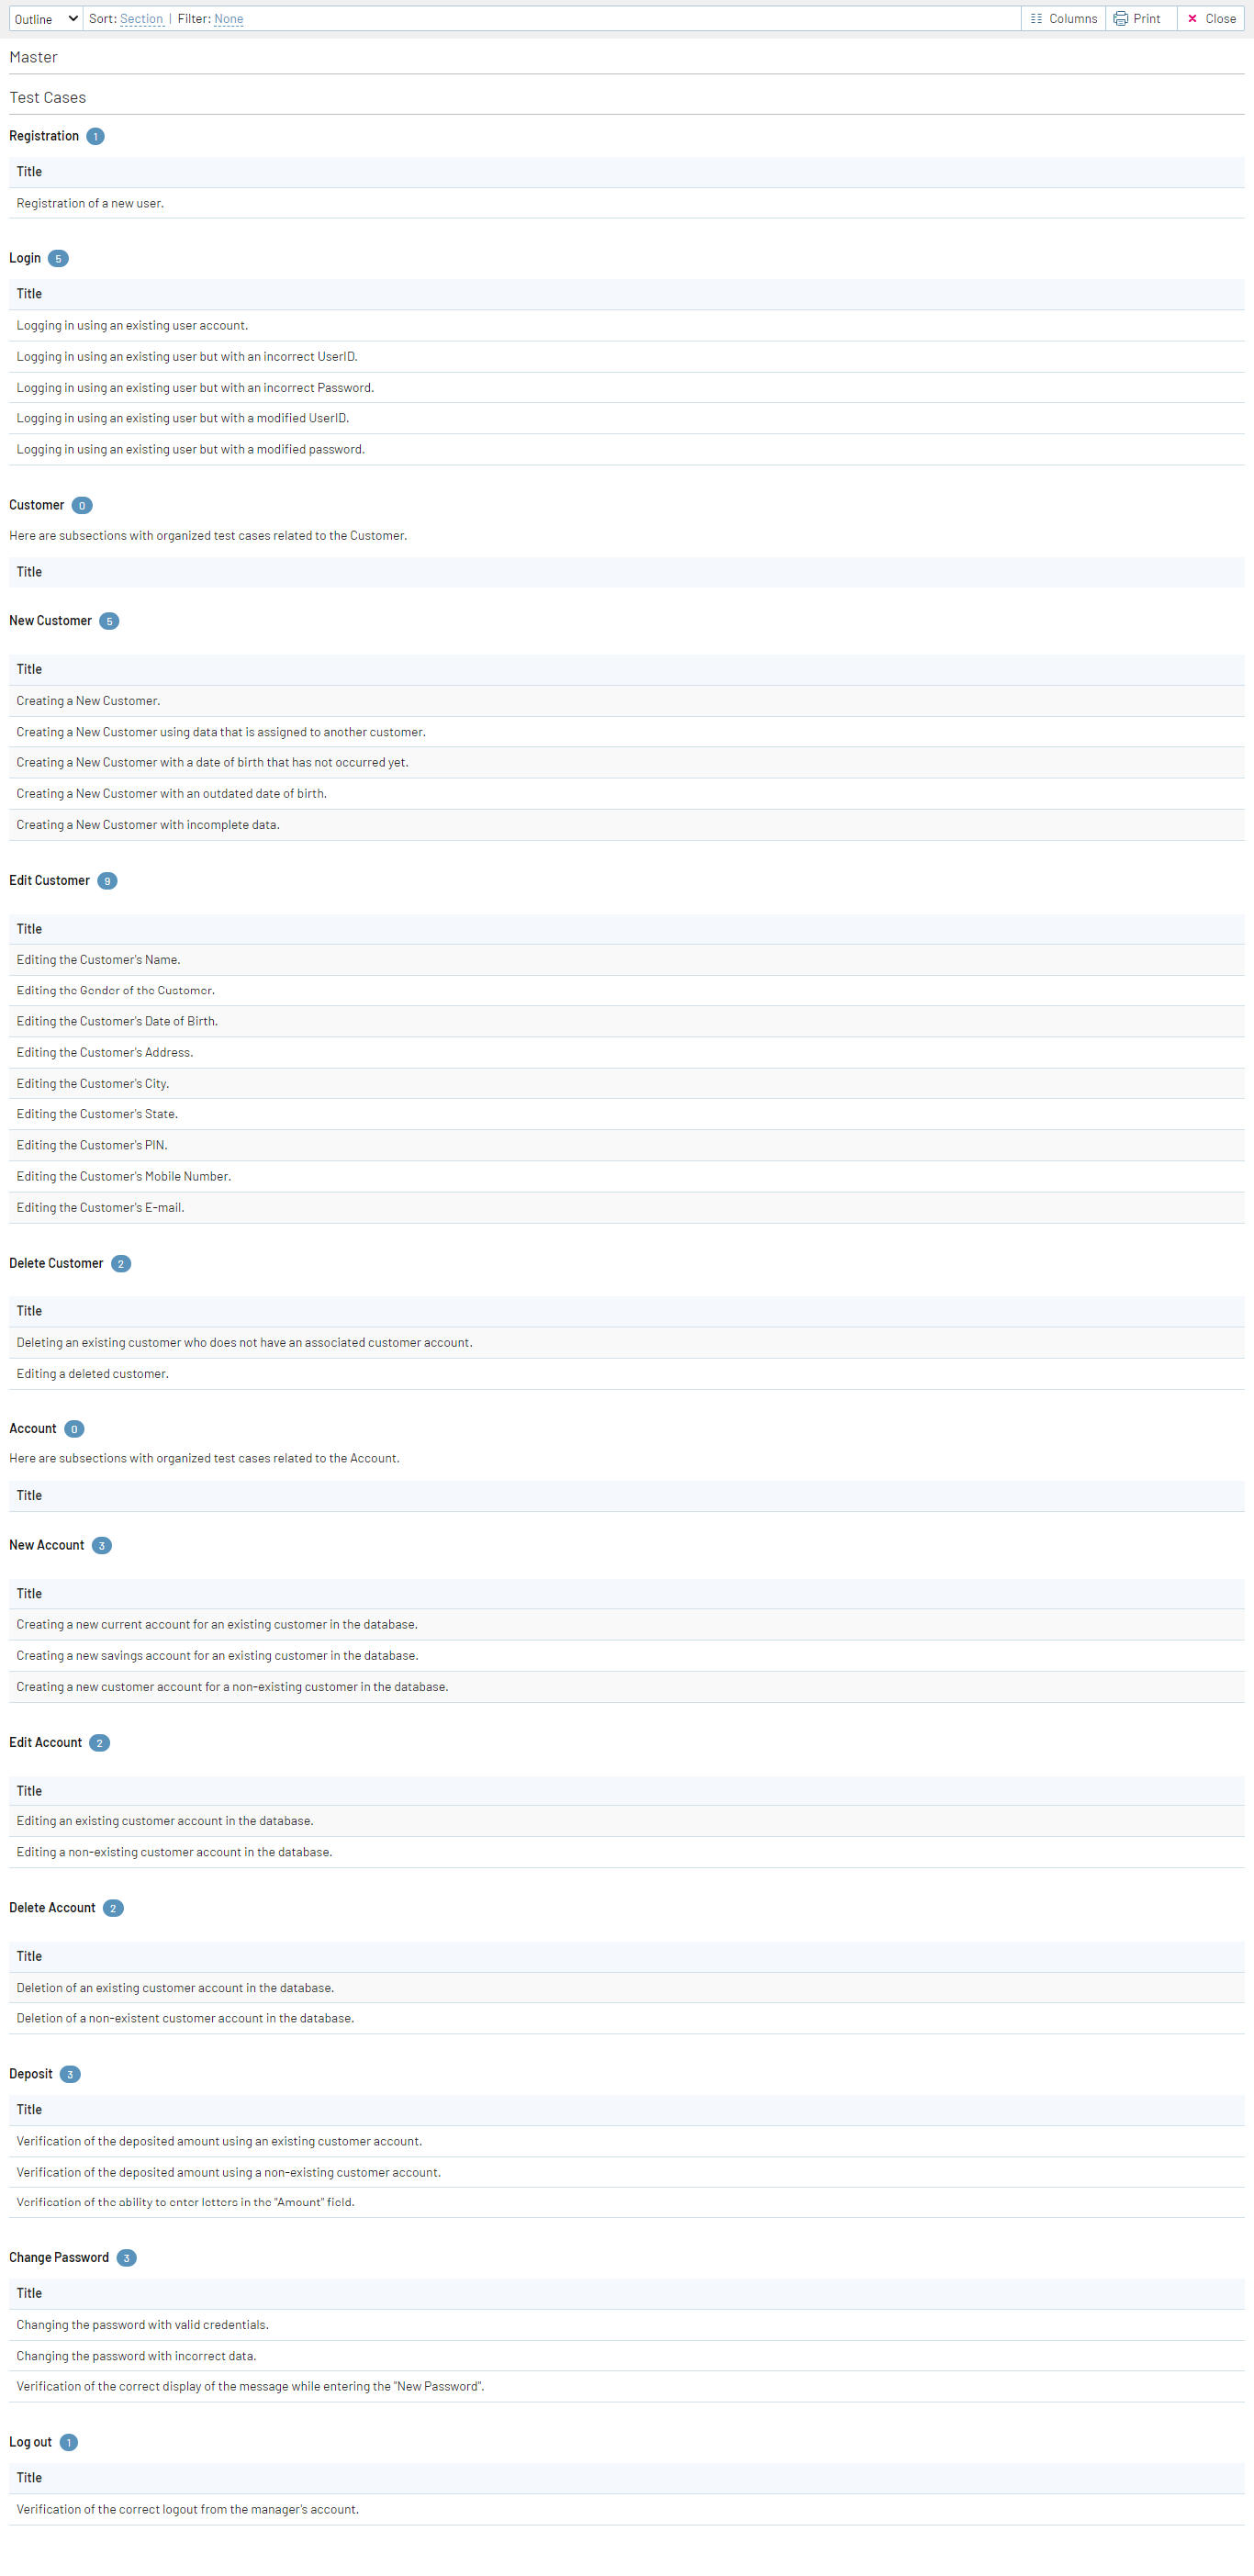 Outline Sort: Section | Filter: None Columns Print Close
Master
Test Cases
Registration 1
Title
Registration of a new user.
Login 5
Title
Logging in using an existing user account.
Logging in using an existing user but with an incorrect UserID.
Logging in using an existing user but with an incorrect Password.
Logging in using an existing user but with a modified UserID.
Logging in using an existing user but with a modified password.
Customer 0
Here are subsections with organized test cases related to the Customer.
Title
New Customer 5
Title
Creating a New Customer.
Creating a New Customer using data that is assigned to another customer.
Creating a New Customer with a date of birth that has not occurred yet.
Creating a New Customer with an outdated date of birth.
Creating a New Customer with incomplete data.
Edit Customer 9
Title
Editing the Customer's Name.
Editing the Gender of the Customer.
Editing the Customer's Date of Birth.
Editing the Customer's Address.
Editing the Customer's City.
Editing the Customer's State.
Editing the Customer's PIN.
Editing the Customer's Mobile Number.
Editing the Customer's E-mail.
Delete Customer 2
Title
Deleting an existing customer who does not have an associated customer account.
Editing a deleted customer.
Account 0
Here are subsections with organized test cases related to the Account.
Title
New Account 3
Title
Creating a new current account for an existing customer in the database.
Creating a new savings account for an existing customer in the database.
Creating a new customer account for a non-existing customer in the database.
Edit Account 2
Title
Editing an existing customer account in the database.
Editing a non-existing customer account in the database.
Delete Account 2
Title
Deletion of an existing customer account in the database.
Deletion of a non-existent customer account in the database.
Deposit 3
Title
Verification of the deposited amount using an existing customer account.
Verification of the deposited amount using a non-existing customer account.
Verification of the ability to enter letters in the "Amount" field.
Change Password 3
Title
Changing the password with valid credentials.
Changing the password with incorrect data.
Verification of the correct display of the message while entering the "New Password".
Log out 1
Title
Verification of the correct logout from the manager's account.